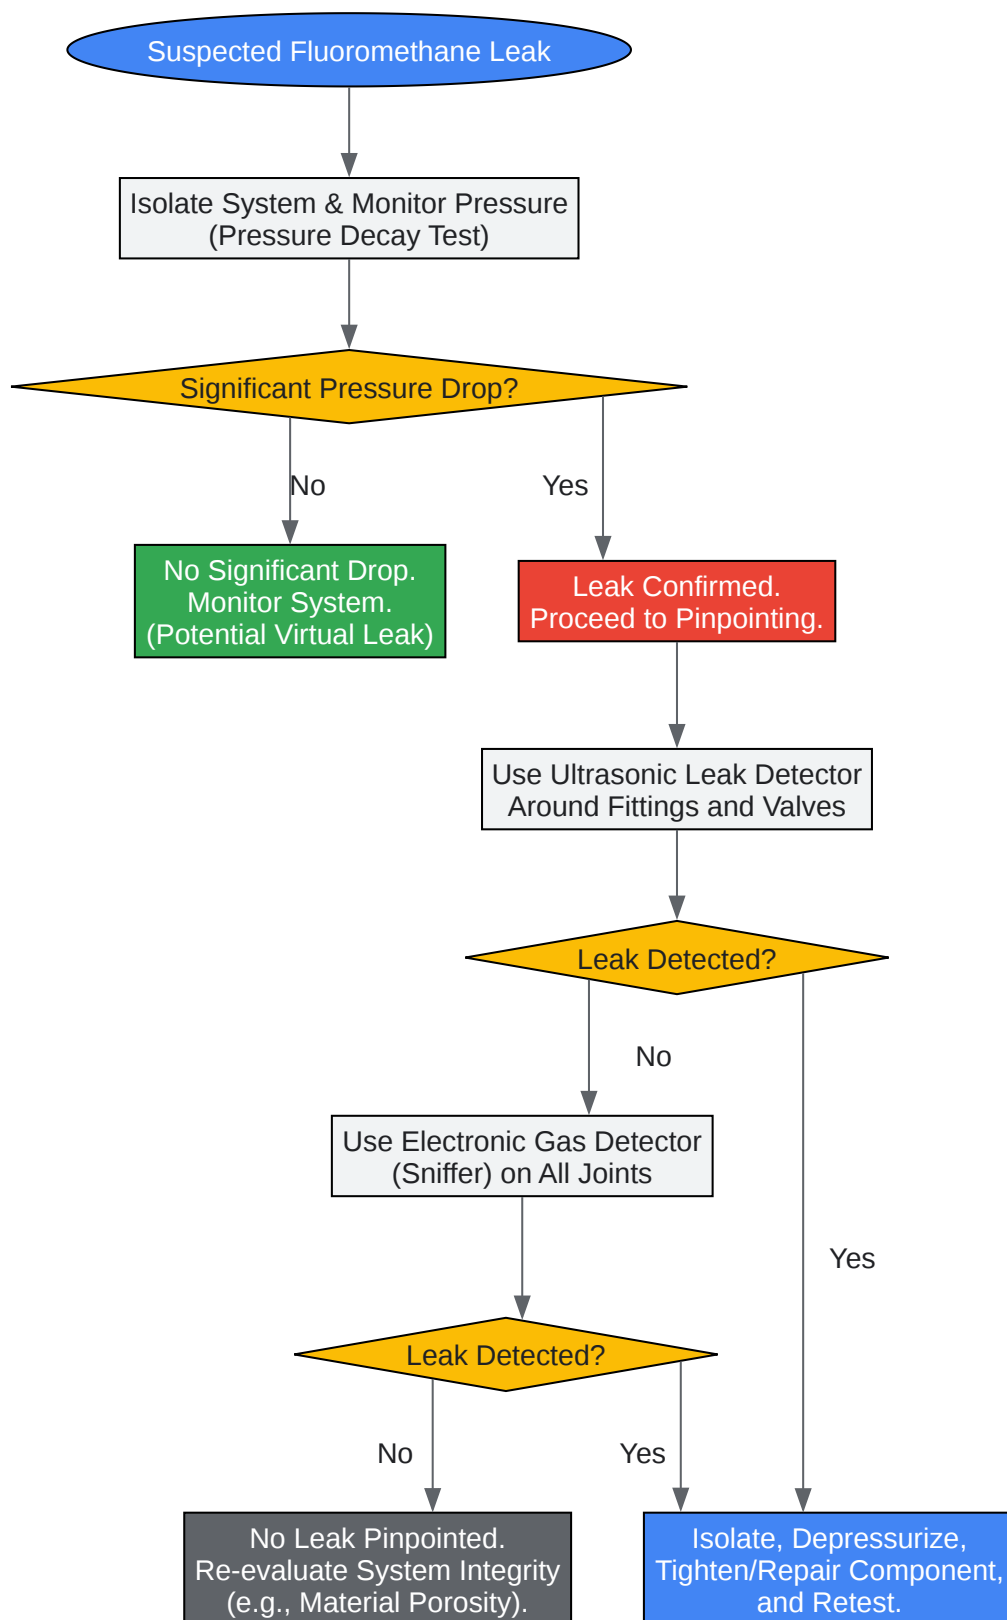 Suspected Fluoromethane Leak
Isolate System & Monitor Pressure
(Pressure Decay Test)
Significant Pressure Drop?
No
Yes
No Significant Drop.
Monitor System.
(Potential Virtual Leak)
Leak Confirmed.
Proceed to Pinpointing.
Use Ultrasonic Leak Detector
Around Fittings and Valves
Leak Detected?
No
Use Electronic Gas Detector
(Sniffer) on All Joints
Yes
Leak Detected?
No
Yes
No Leak Pinpointed.
Re-evaluate System Integrity
(e.g., Material Porosity).
Isolate, Depressurize,
Tighten/Repair Component,
and Retest.